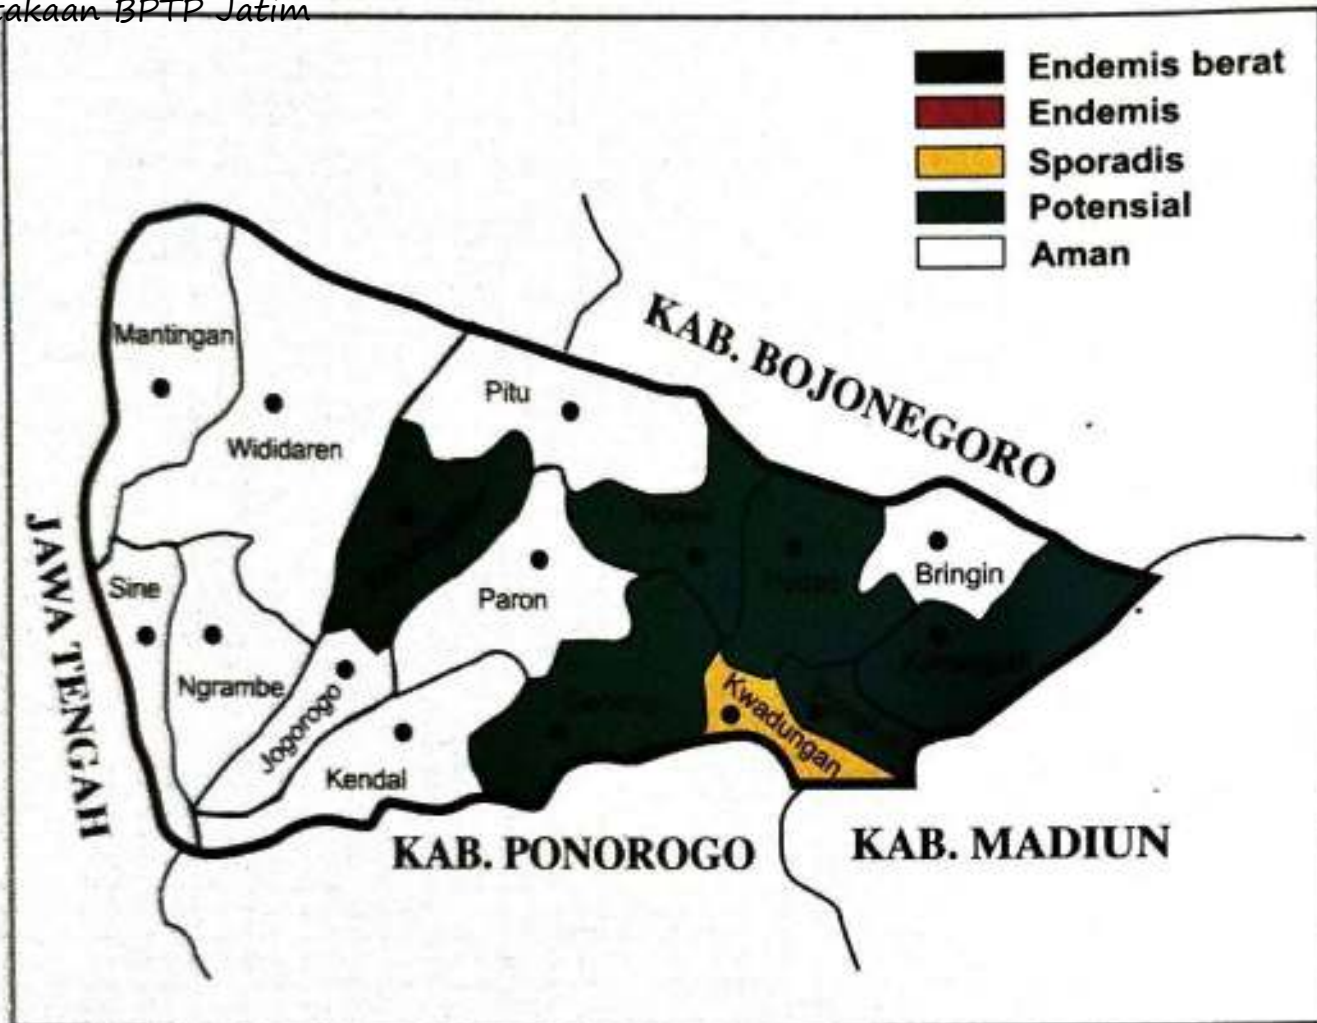 takaan BPTP Jatim
Endemis berat
Endemis
Sporadis
Potensial
Aman
KAB. BOJONEGORO
Mantingan
Pitu
Wididaren
Bringin
JAWA TENGAH
Sine
Paron
Ngrambe
Jogorogo
Kwadungan
Kendal
KAB. PONOROGO
KAB. MADIUN